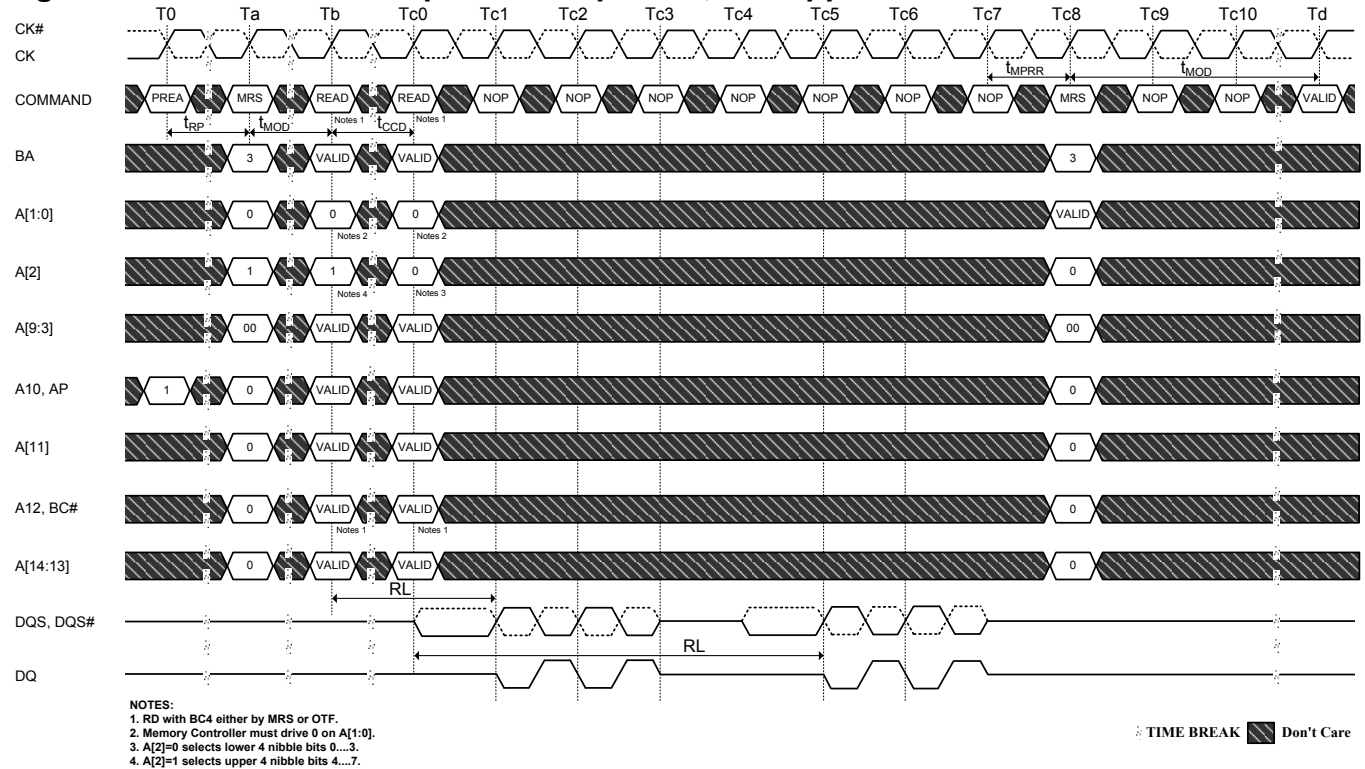 T0 Ta Tb Tc0 Tc1 Tc2 Tc3 Tc4 Tc5 Tc6 Tc7 Tc8 Tc9 Tc10 Td
CK#
CK
tMPRR tMOD
COMMAND PREA MRS READ READ NOP NOP NOP NOP NOP NOP NOP MRS NOP NOP VALID
Notes 1 Notes 1
tRP tMOD tCCD
BA 3 VALID VALID 3
A[1:0] 0 0 0 VALID
Notes 2 Notes 2
A[2] 1 1 0 0
Notes 4 Notes 3
A[9:3] 00 VALID VALID 00
A10, AP 1 0 VALID VALID 0
A[11] 0 VALID VALID 0
A12, BC# 0 VALID VALID 0
Notes 1 Notes 1
A[14:13] 0 VALID VALID 0
RL
DQS, DQS#
RL
DQ
NOTES:
1. RD with BC4 either by MRS or OTF.
2. Memory Controller must drive 0 on A[1:0].
3. A[2]=0 selects lower 4 nibble bits 0....3.
4. A[2]=1 selects upper 4 nibble bits 4....7.
TIME BREAK Don't Care